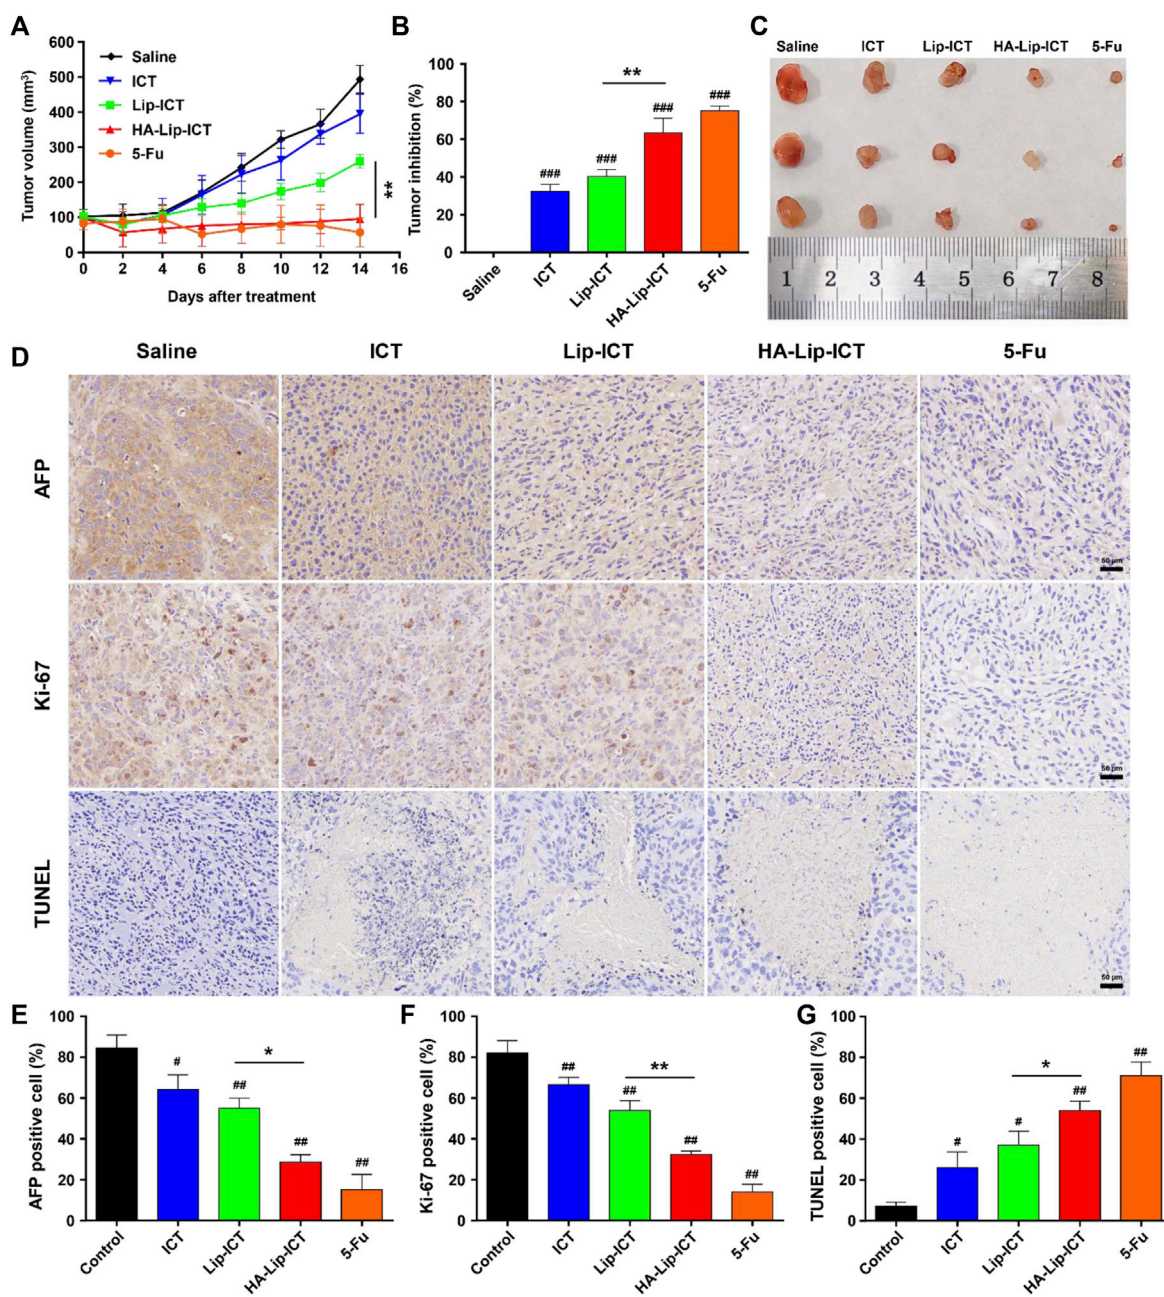 A
Tumor volume (mm³)
600
500
400
300
200
100
0
Saline
ICT
Lip-ICT
HA-Lip-ICT
5-Fu
**
0 2 4 6 8 10 12 14 16
Days after treatment
B
Tumor inhibition (%)
100
80
60
40
20
0
**
###
###
###
###
Saline
ICT
Lip-ICT
HA-Lip-ICT
5-Fu
C
Saline ICT Lip-ICT HA-Lip-ICT 5-Fu
1 2 3 4 5 6 7 8
D
Saline ICT Lip-ICT HA-Lip-ICT 5-Fu
AFP
50 µm
Ki-67
50 µm
TUNEL
50 µm
E
AFP positive cell (%)
100
80
60
40
20
0
#
##
*
##
##
Control
ICT
Lip-ICT
HA-Lip-ICT
5-Fu
F
Ki-67 positive cell (%)
100
80
60
40
20
0
##
##
**
##
##
Control
ICT
Lip-ICT
HA-Lip-ICT
5-Fu
G
TUNEL positive cell (%)
100
80
60
40
20
0
#
#
*
##
##
Control
ICT
Lip-ICT
HA-Lip-ICT
5-Fu